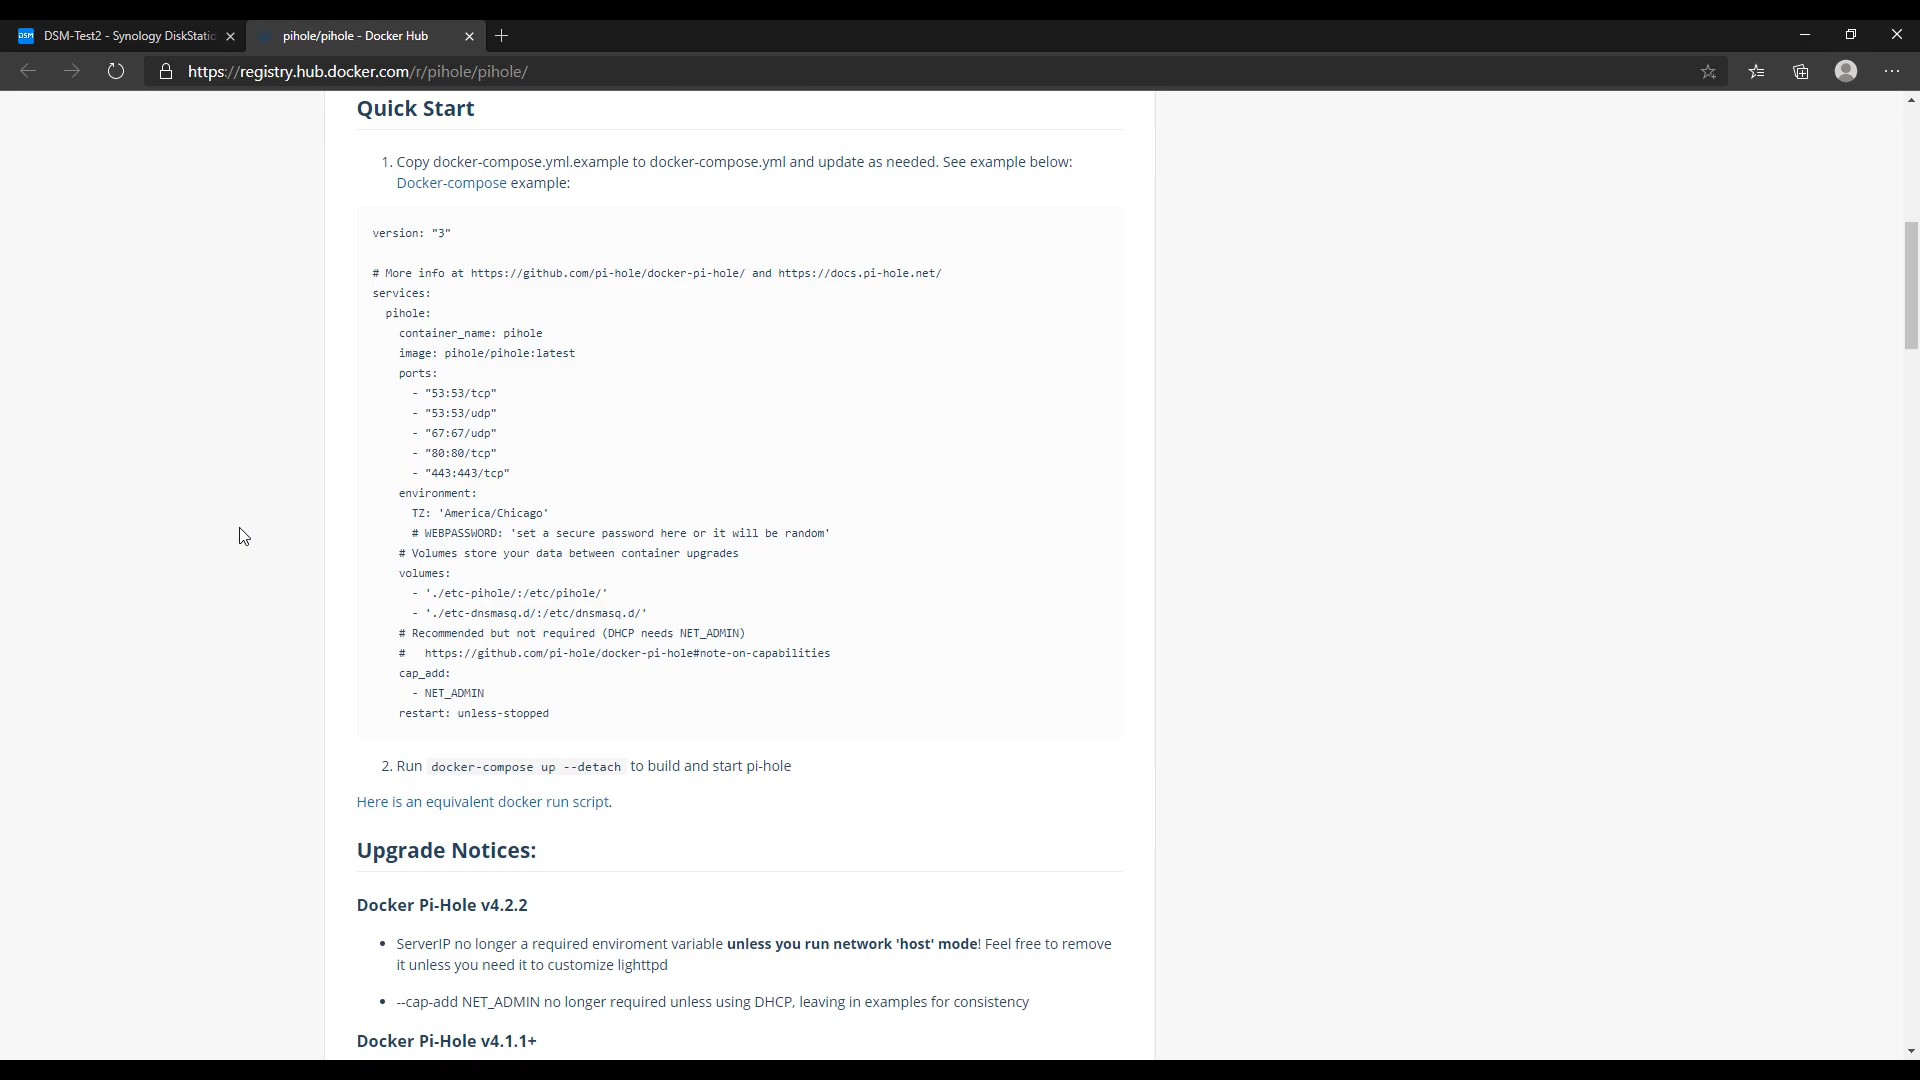 DSM-Test2 - Synology DiskStatio
pihole/pihole - Docker Hub
https://registry.hub.docker.com/r/pihole/pihole/
Quick Start
1. Copy docker-compose.yml.example to docker-compose.yml and update as needed. See example below:
Docker-compose example:
version: "3"
# More info at https://github.com/pi-hole/docker-pi-hole/ and https://docs.pi-hole.net/
services:
  pihole:
    container_name: pihole
    image: pihole/pihole:latest
    ports:
      - "53:53/tcp"
      - "53:53/udp"
      - "67:67/udp"
      - "80:80/tcp"
      - "443:443/tcp"
    environment:
      TZ: 'America/Chicago'
      # WEBPASSWORD: 'set a secure password here or it will be random'
    # Volumes store your data between container upgrades
    volumes:
      - './etc-pihole/:/etc/pihole/'
      - './etc-dnsmasq.d/:/etc/dnsmasq.d/'
    # Recommended but not required (DHCP needs NET_ADMIN)
    #   https://github.com/pi-hole/docker-pi-hole#note-on-capabilities
    cap_add:
      - NET_ADMIN
    restart: unless-stopped
2. Run docker-compose up --detach to build and start pi-hole
Here is an equivalent docker run script.
Upgrade Notices:
Docker Pi-Hole v4.2.2
• ServerIP no longer a required enviroment variable unless you run network 'host' mode! Feel free to remove
it unless you need it to customize lighttpd
• --cap-add NET_ADMIN no longer required unless using DHCP, leaving in examples for consistency
Docker Pi-Hole v4.1.1+